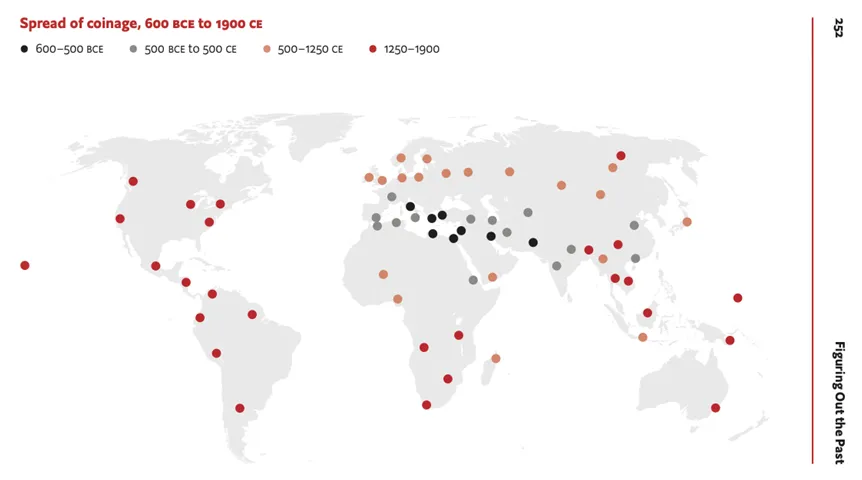 Spread of coinage, 600 BCE to 1900 CE
600–500 BCE
500 BCE to 500 CE
500–1250 CE
1250–1900
252
Figuring Out the Past